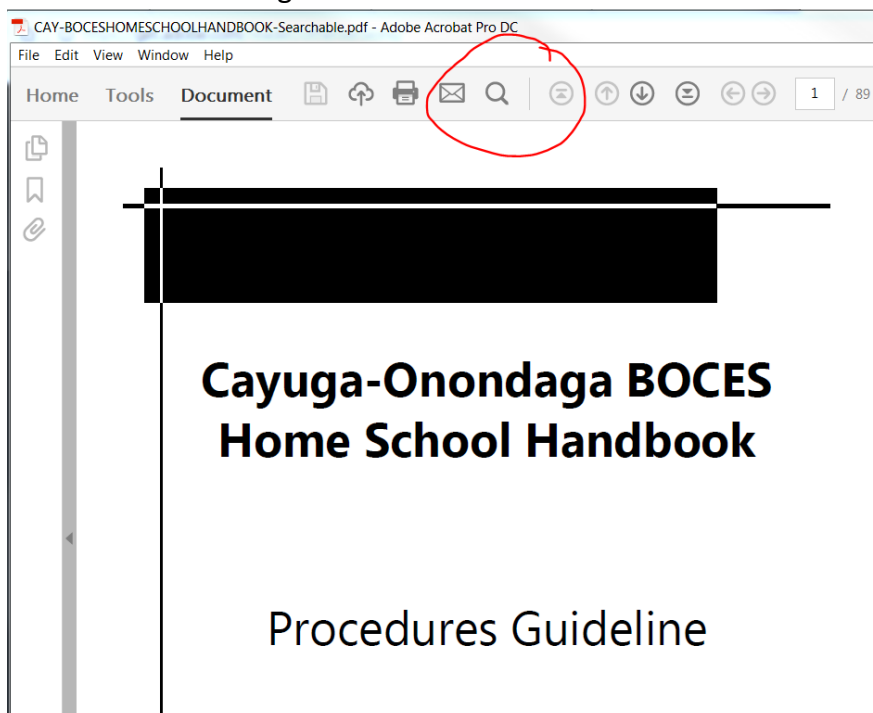 CAY-BOCESHOMESCHOOLHANDBOOK-Searchable.pdf - Adobe Acrobat Pro DC
File Edit View Window Help
Home Tools Document 1 / 89
Cayuga-Onondaga BOCES
Home School Handbook
Procedures Guideline